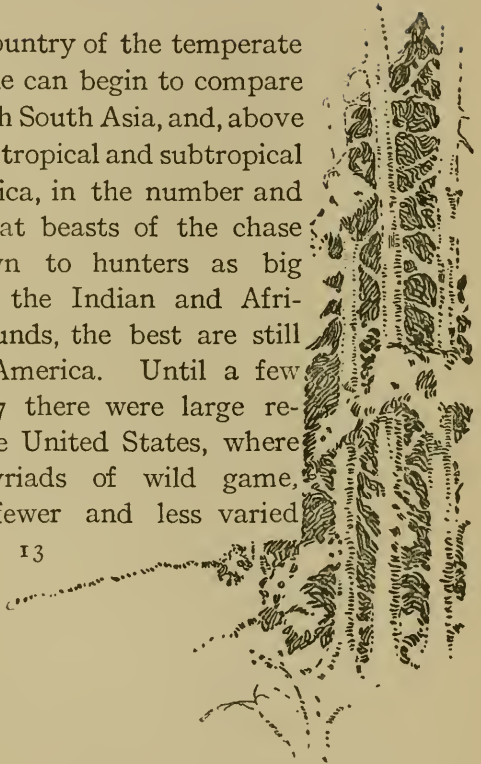 ountry of the temperate
e can begin to compare
h South Asia, and, above
tropical and subtropical
ica, in the number and
at beasts of the chase
vn to hunters as big
the Indian and Afri-
unds, the best are still
America. Until a few
7 there were large re-
e United States, where
yriads of wild game,
fewer and less varied
13